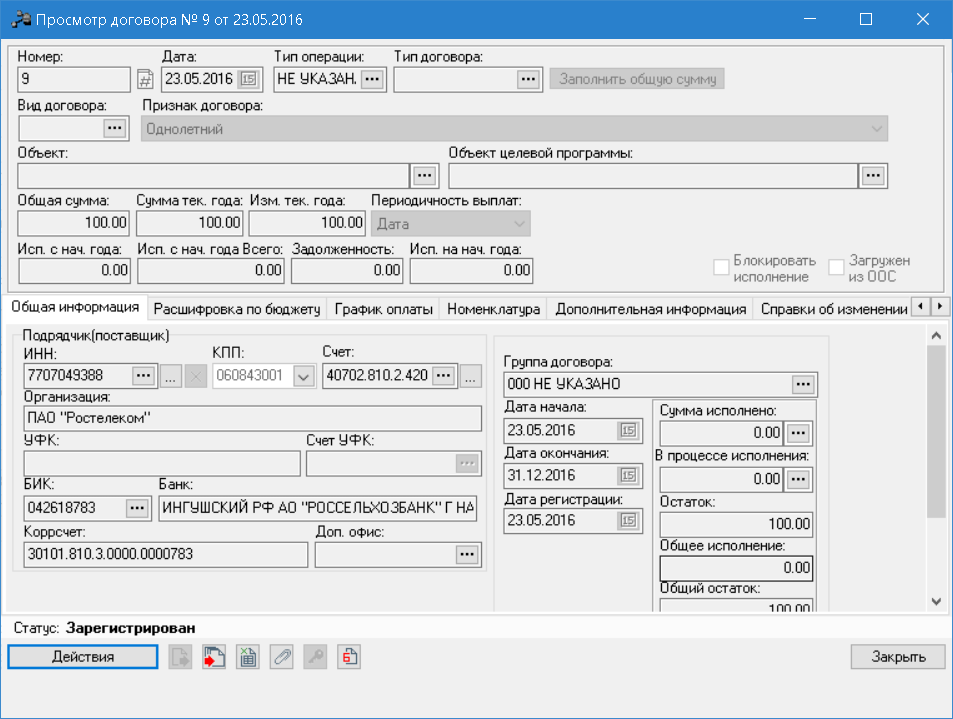 Просмотр договора № 9 от 23.05.2016
Номер: Дата: Тип операции: Тип договора:
9 23.05.2016 15 НЕ УКАЗАН. ... ... Заполнить общую сумму
Вид договора: Признак договора:
... Однолетний
Объект: Объект целевой программы:
... ...
Общая сумма: Сумма тек. года: Изм. тек. года: Периодичность выплат:
100.00 100.00 100.00 Дата
Исп. с нач. года: Исп. с нач. года Всего: Задолженность: Исп. на нач. года:
0.00 0.00 0.00 0.00
Блокировать исполнение
Загружен из ООС
Общая информация Расшифровка по бюджету График оплаты Номенклатура Дополнительная информация Справки об изменении
Подрядчик(поставщик)
ИНН: КПП: Счет:
7707049388 ... ... 060843001 40702.810.2.420 ... ...
Организация:
ПАО "Ростелеком"
УФК: Счет УФК:
...
БИК: Банк:
042618783 ... ИНГУШСКИЙ РФ АО "РОССЕЛЬХОЗБАНК" Г НА
Коррсчет: Доп. офис:
30101.810.3.0000.0000783 ...
Группа договора:
000 НЕ УКАЗАНО ...
Дата начала:
23.05.2016 15
Дата окончания:
31.12.2016 15
Дата регистрации:
23.05.2016 15
Сумма исполнено:
0.00 ...
В процессе исполнения:
0.00 ...
Остаток:
100.00
Общее исполнение:
0.00
Общий остаток:
100.00
Статус: Зарегистрирован
Действия Закрыть